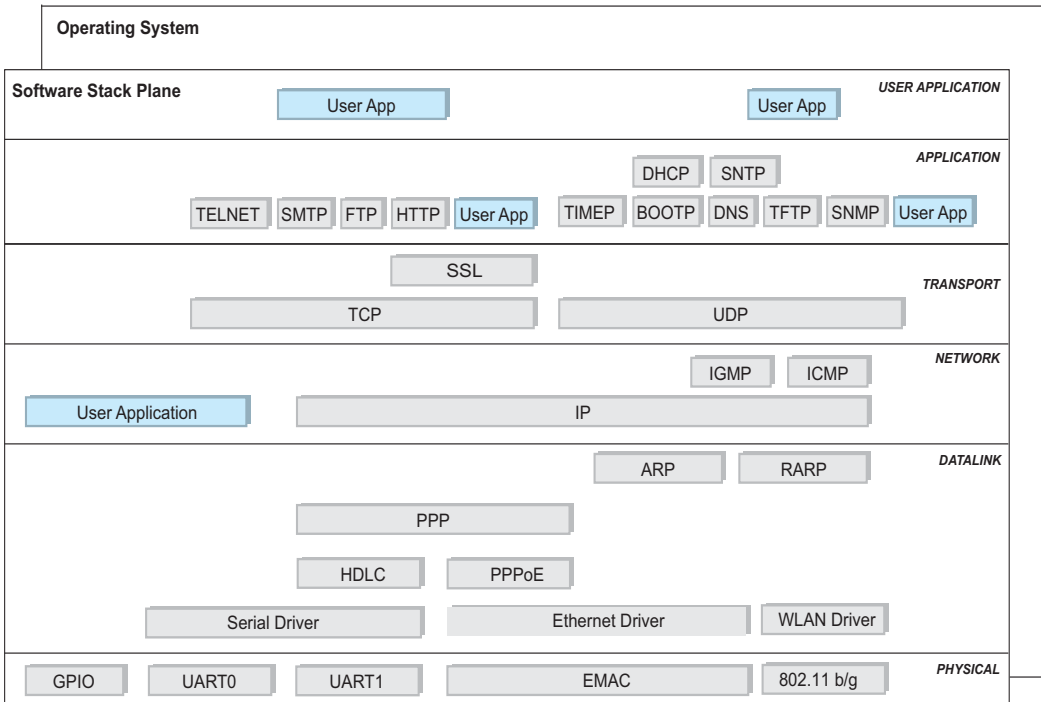 Operating System
Software Stack Plane
USER APPLICATION
User App
User App
APPLICATION
DHCP
SNTP
TELNET
SMTP
FTP
HTTP
User App
TIMEP
BOOTP
DNS
TFTP
SNMP
User App
SSL
TRANSPORT
TCP
UDP
NETWORK
IGMP
ICMP
User Application
IP
DATALINK
ARP
RARP
PPP
HDLC
PPPoE
Serial Driver
Ethernet Driver
WLAN Driver
PHYSICAL
GPIO
UART0
UART1
EMAC
802.11 b/g